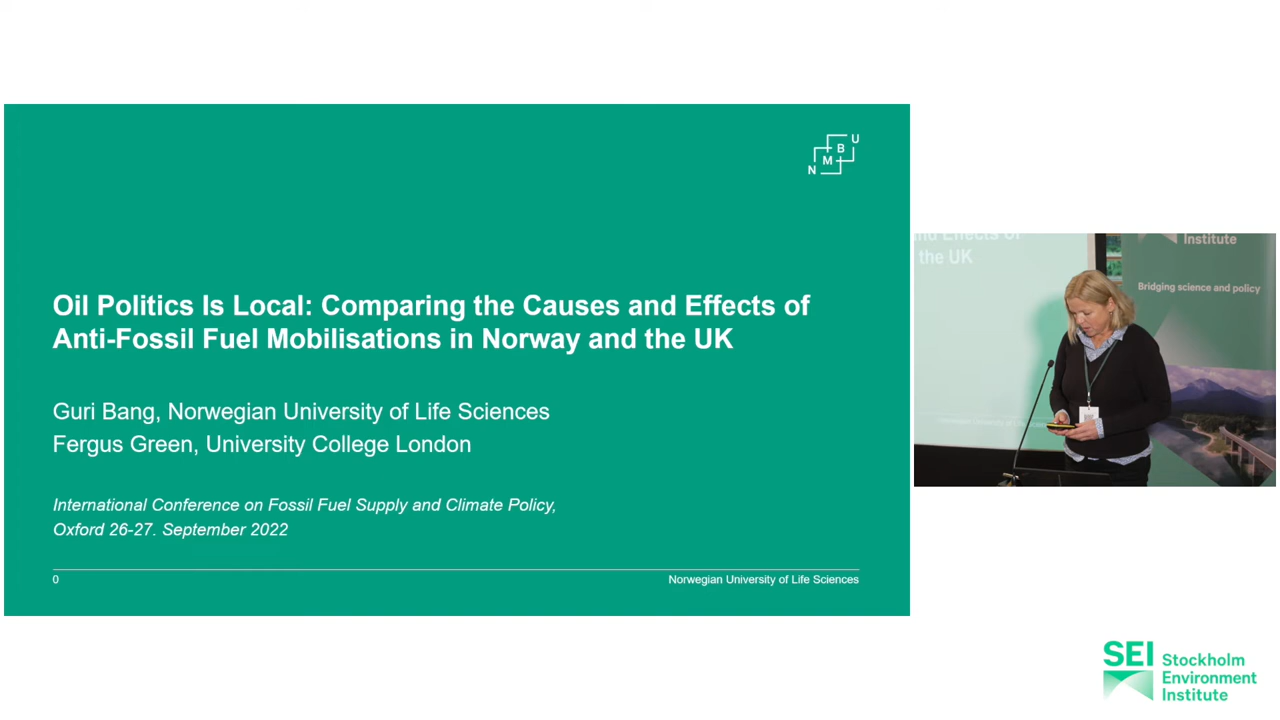 N M B U
Oil Politics Is Local: Comparing the Causes and Effects of
Anti-Fossil Fuel Mobilisations in Norway and the UK
Guri Bang, Norwegian University of Life Sciences
Fergus Green, University College London
International Conference on Fossil Fuel Supply and Climate Policy,
Oxford 26-27. September 2022
0
Norwegian University of Life Sciences
and Effects of
the UK
Institute
Bridging science and policy
SEI Stockholm
Environment
Institute